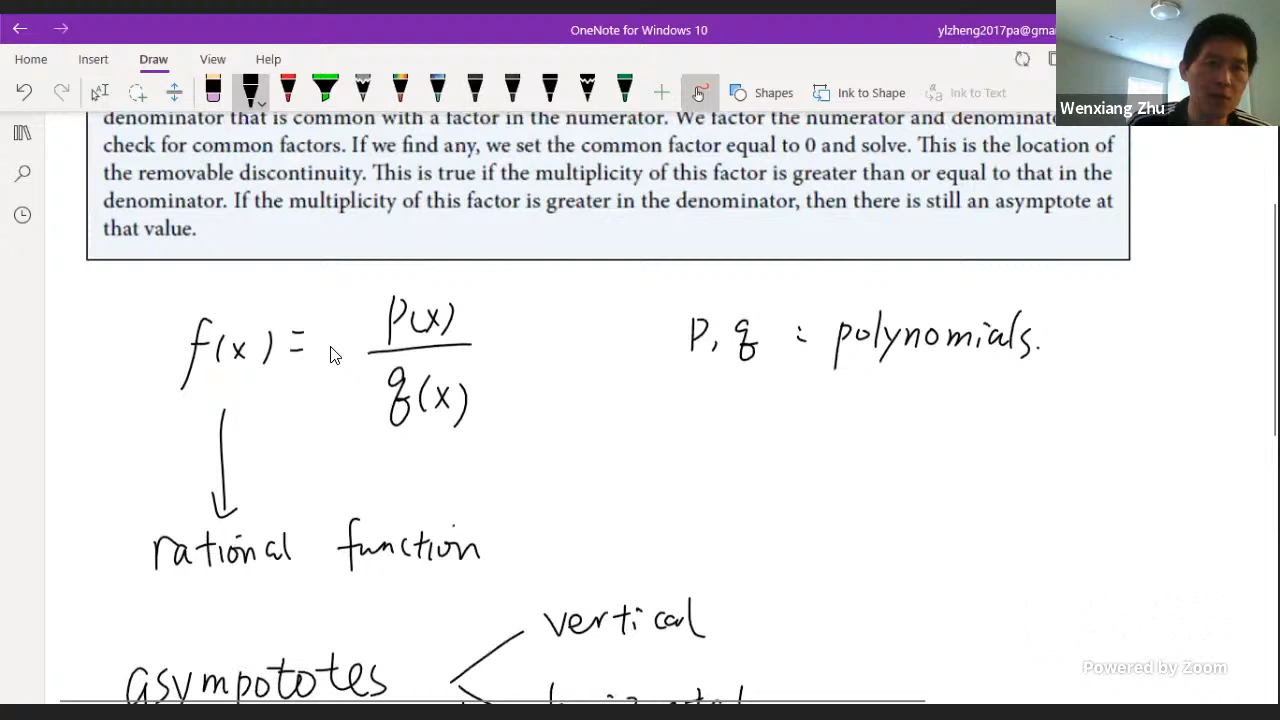 OneNote for Windows 10
ylzheng2017pa@gma
Home Insert Draw View Help
Shapes Ink to Shape Ink to Text
Wenxiang Zhu
denominator that is common with a factor in the numerator. We factor the numerator and denominat
check for common factors. If we find any, we set the common factor equal to 0 and solve. This is the location of
the removable discontinuity. This is true if the multiplicity of this factor is greater than or equal to that in the
denominator. If the multiplicity of this factor is greater in the denominator, then there is still an asymptote at
that value.
f(x) = p(x) / q(x)
P, q : polynomials.
rational function
vertical
asympototes
Powered by Zoom